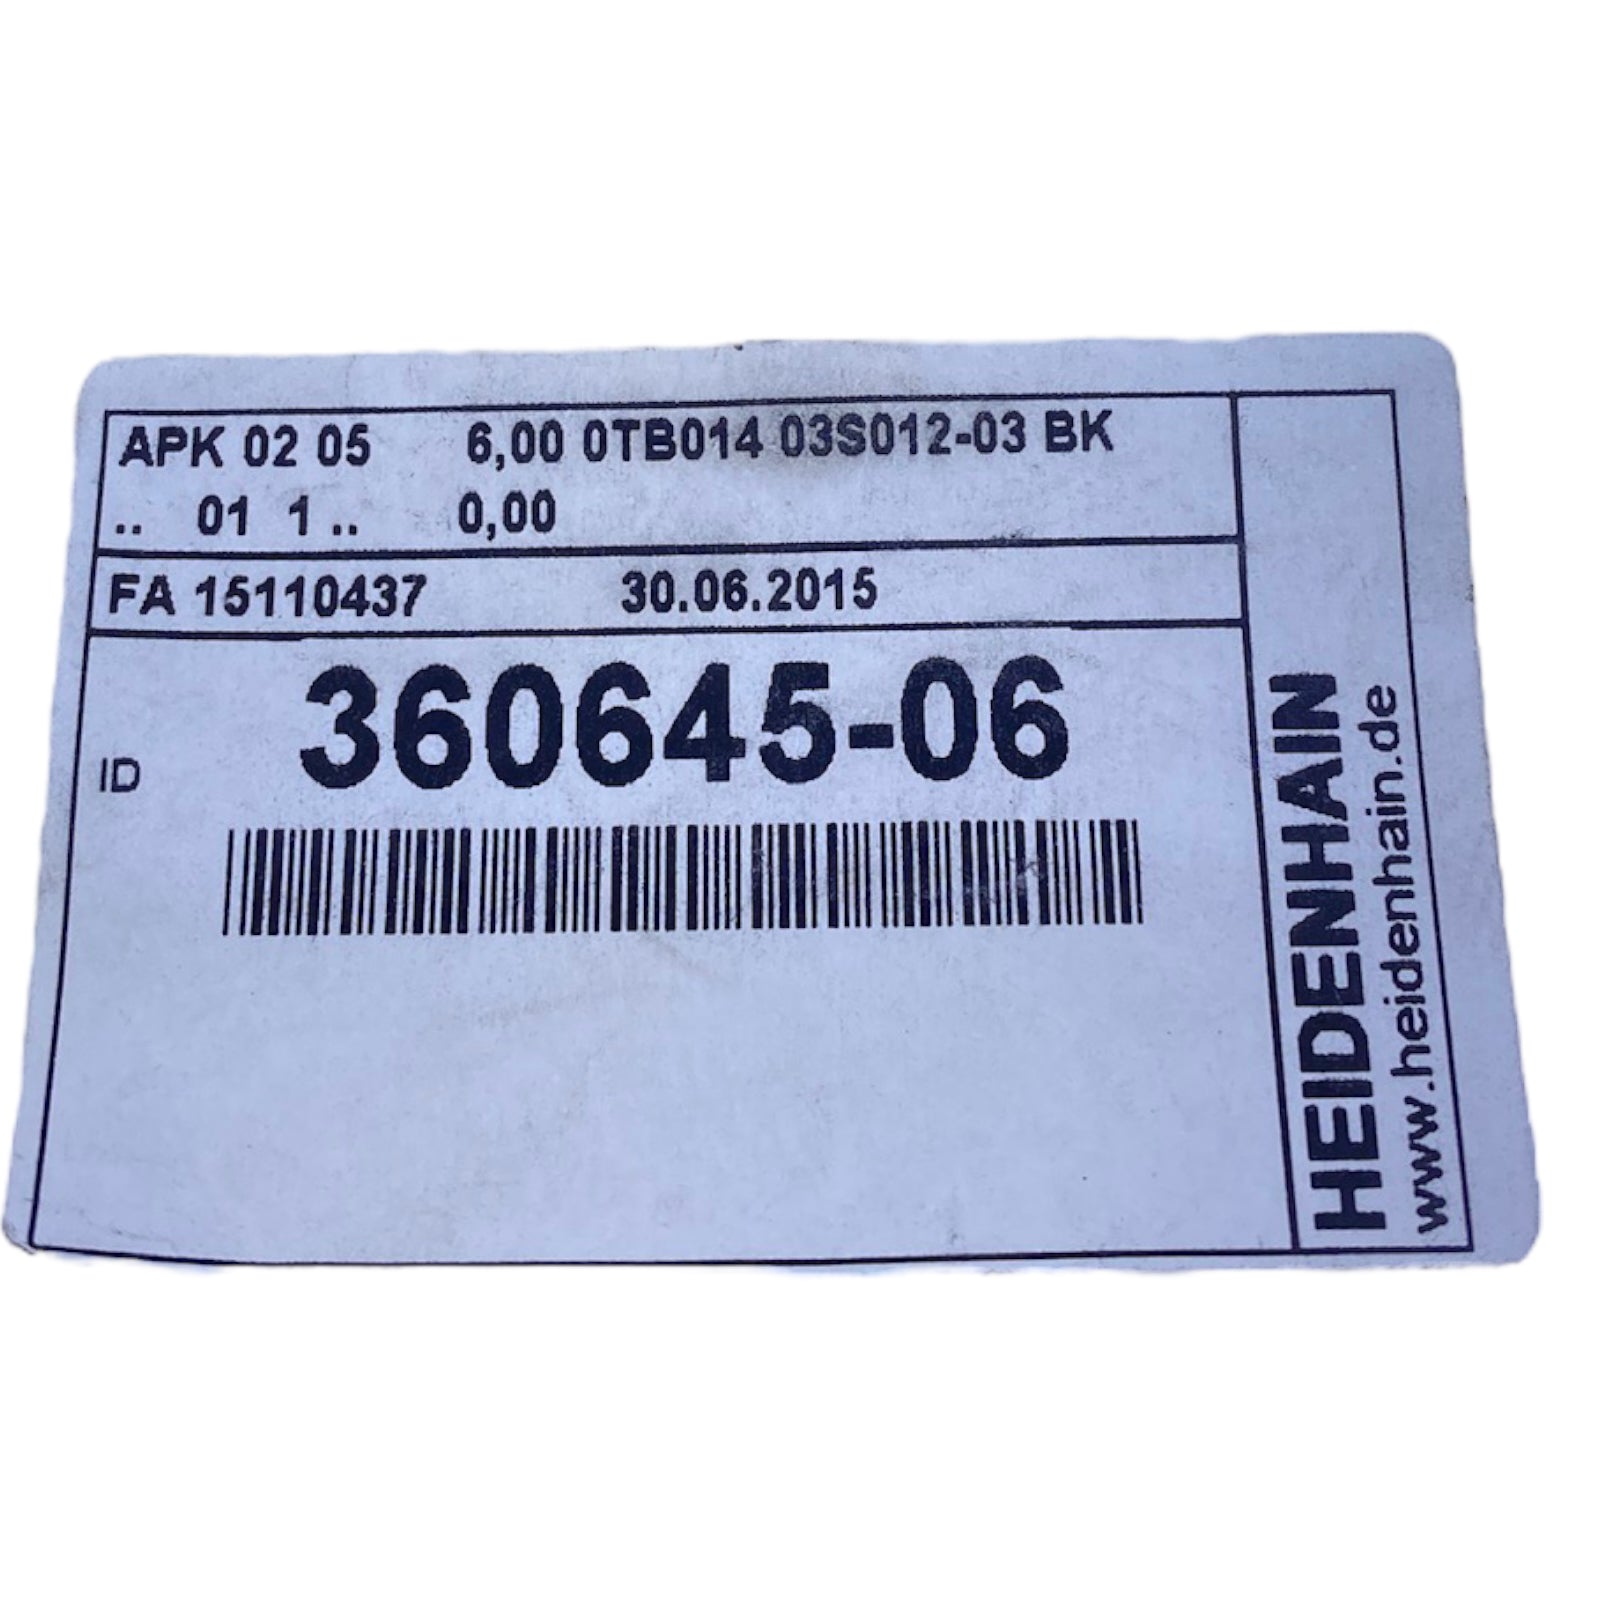 APK 02 05 6,00 0TB014 03S012-03 BK
.. 01 1 .. 0,00
FA 15110437 30.06.2015
ID 360645-06
HEIDENHAIN
www.heidenhain.de